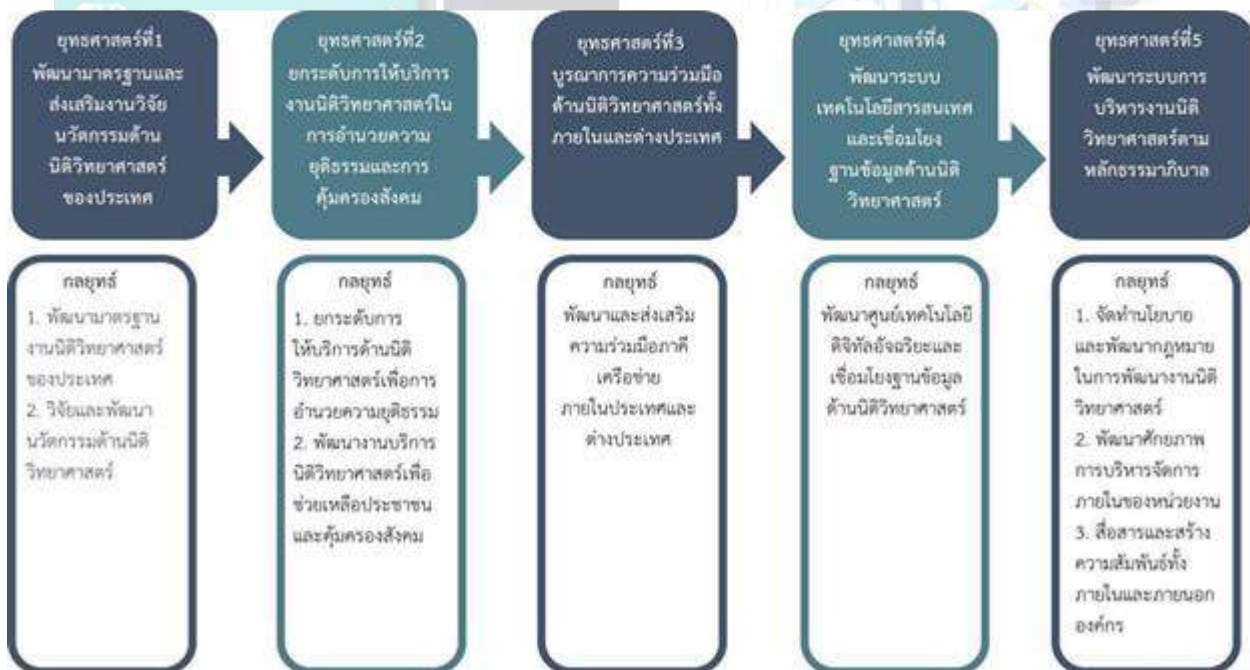 ยุทธศาสตร์ที่1
พัฒนามาตรฐานและ
ส่งเสริมงานวิจัย
นวัตกรรมด้าน
นิติวิทยาศาสตร์
ของประเทศ
ยุทธศาสตร์ที่2
ยกระดับการให้บริการ
งานนิติวิทยาศาสตร์ใน
การอำนวยความ
ยุติธรรมและการ
คุ้มครองสังคม
ยุทธศาสตร์ที่3
บูรณาการความร่วมมือ
ด้านนิติวิทยาศาสตร์ทั้ง
ภายในและต่างประเทศ
ยุทธศาสตร์ที่4
พัฒนาระบบ
เทคโนโลยีสารสนเทศ
และเชื่อมโยง
ฐานข้อมูลด้านนิติ
วิทยาศาสตร์
ยุทธศาสตร์ที่5
พัฒนาระบบการ
บริหารงานนิติ
วิทยาศาสตร์ตาม
หลักธรรมาภิบาล
กลยุทธ์
1. พัฒนามาตรฐาน
งานนิติวิทยาศาสตร์
ของประเทศ
2. วิจัยและพัฒนา
นวัตกรรมด้านนิติ
วิทยาศาสตร์
กลยุทธ์
1. ยกระดับการ
ให้บริการด้านนิติ
วิทยาศาสตร์เพื่อการ
อำนวยความยุติธรรม
2. พัฒนางานบริการ
นิติวิทยาศาสตร์เพื่อ
ช่วยเหลือประชาชน
และคุ้มครองสังคม
กลยุทธ์
พัฒนาและส่งเสริม
ความร่วมมือภาคี
เครือข่าย
ภายในประเทศและ
ต่างประเทศ
กลยุทธ์
พัฒนาศูนย์เทคโนโลยี
ดิจิทัลอัจฉริยะและ
เชื่อมโยงฐานข้อมูล
ด้านนิติวิทยาศาสตร์
กลยุทธ์
1. จัดทำนโยบาย
และพัฒนากฎหมาย
ในการพัฒนางานนิติ
วิทยาศาสตร์
2. พัฒนาศักยภาพ
การบริหารจัดการ
ภายในของหน่วยงาน
3. สื่อสารและสร้าง
ความสัมพันธ์ทั้ง
ภายในและภายนอก
องค์กร